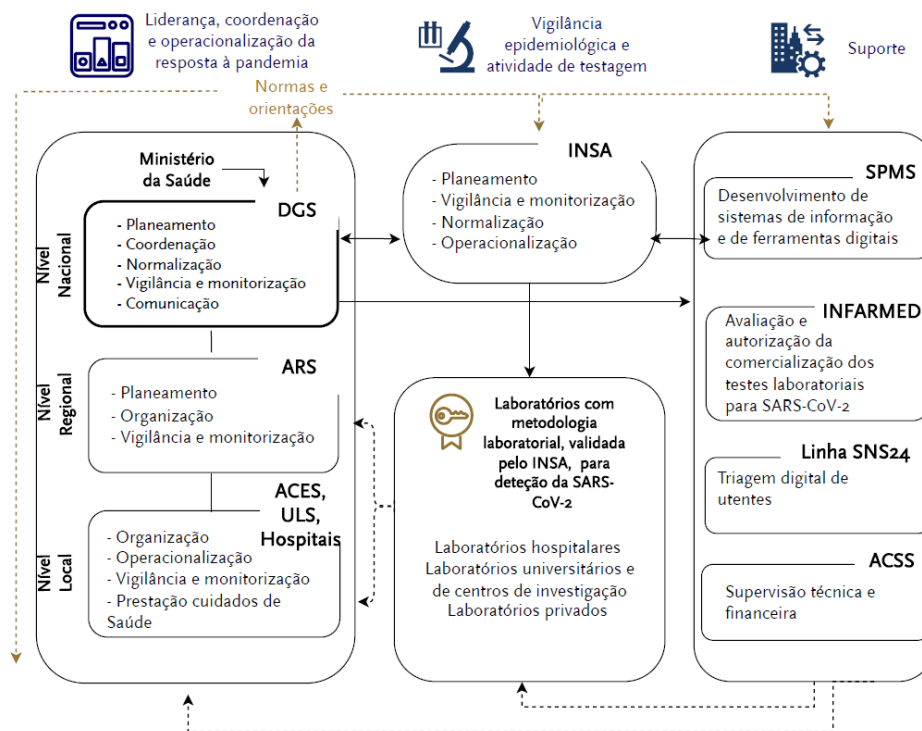 Liderança, coordenação
e operacionalização da
resposta à pandemia
Vigilância
epidemiológica e
atividade de testagem
Suporte
Normas e
orientações
Ministério
da Saúde
Nível
Nacional
DGS
- Planeamento
- Coordenação
- Normalização
- Vigilância e monitorização
- Comunicação
Nível
Regional
ARS
- Planeamento
- Organização
- Vigilância e monitorização
Nível
Local
ACES,
ULS,
Hospitais
- Organização
- Operacionalização
- Vigilância e monitorização
- Prestação cuidados de
Saúde
INSA
- Planeamento
- Vigilância e monitorização
- Normalização
- Operacionalização
Laboratórios com
metodologia
laboratorial, validada
pelo INSA, para
deteção da SARS-
CoV-2
Laboratórios hospitalares
Laboratórios universitários e
de centros de investigação
Laboratórios privados
SPMS
Desenvolvimento de
sistemas de informação
e de ferramentas digitais
INFARMED
Avaliação e
autorização da
comercialização dos
testes laboratoriais
para SARS-CoV-2
Linha SNS24
Triagem digital de
utentes
ACSS
Supervisão técnica e
financeira